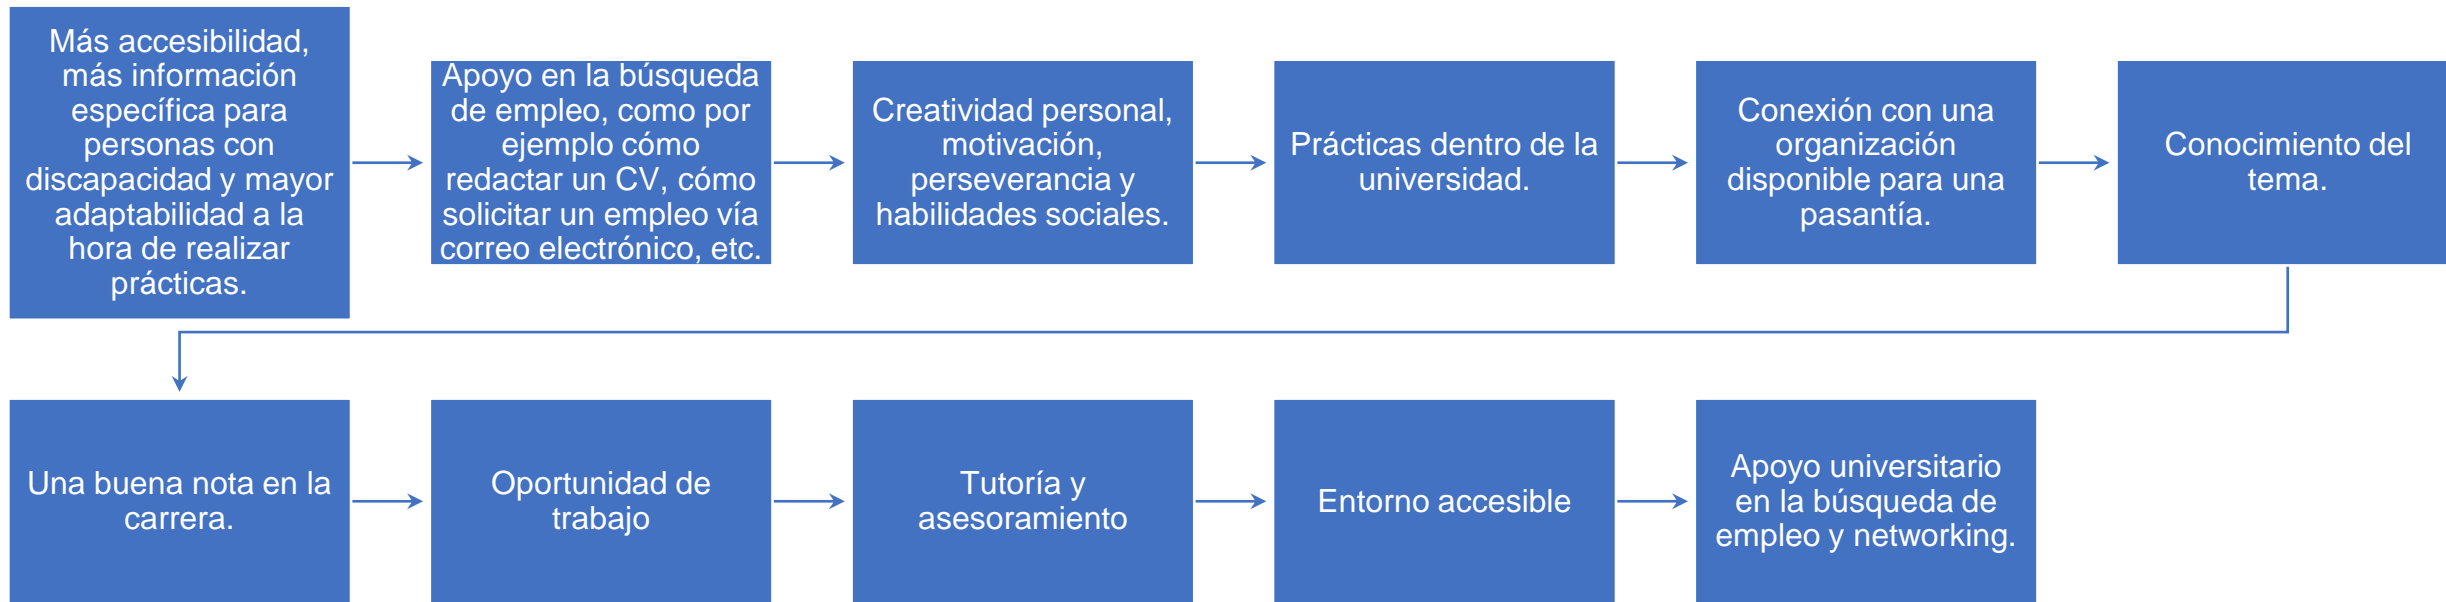 Más accesibilidad,
más información
específica para
personas con
discapacidad y mayor
adaptabilidad a la
hora de realizar
prácticas.
Apoyo en la búsqueda
de empleo, como por
ejemplo cómo
redactar un CV, cómo
solicitar un empleo vía
correo electrónico, etc.
Creatividad personal,
motivación,
perseverancia y
habilidades sociales.
Prácticas dentro de la
universidad.
Conexión con una
organización
disponible para una
pasantía.
Conocimiento del
tema.
Una buena nota en la
carrera.
Oportunidad de
trabajo
Tutoría y
asesoramiento
Entorno accesible
Apoyo universitario
en la búsqueda de
empleo y networking.